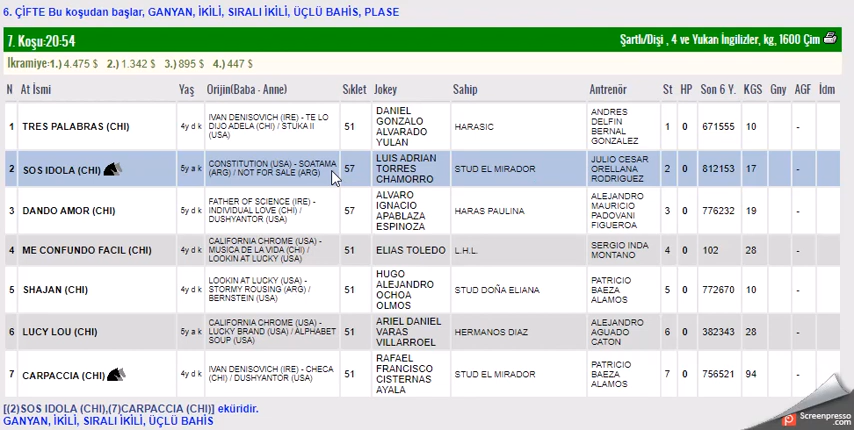 6. ÇİFTE Bu koşudan başlar, GANYAN, İKİLİ, SIRALI İKİLİ, ÜÇLÜ BAHİS, PLASE
7. Koşu:20:54 Şartlı/Dişi , 4 ve Yukarı İngilizler, kg, 1600 Çim
İkramiye:1.) 4.475 $ 2.) 1.342 $ 3.) 895 $ 4.) 447 $
N At İsmi Yaş Orijin(Baba - Anne) Sıklet Jokey Sahip Antrenör St HP Son 6 Y. KGS Gny AGF İdm
1 TRES PALABRAS (CHI) 4y d k IVAN DENISOVICH (IRE) - TE LO DIJO ADELA (CHI) / STUKA II (USA) 51 DANIEL GONZALO ALVARADO YULAN HARASIC ANDRES DELFIN BERNAL GONZALEZ 1 0 671555 10 -
2 SOS IDOLA (CHI) 5y a k CONSTITUTION (USA) - SOATAMA (ARG) / NOT FOR SALE (ARG) 57 LUIS ADRIAN TORRES CHAMORRO STUD EL MIRADOR JULIO CESAR ORELLANA RODRIGUEZ 2 0 812153 17 -
3 DANDO AMOR (CHI) 5y d k FATHER OF SCIENCE (IRE) - INDIVIDUAL LOVE (CHI) / DUSHYANTOR (USA) 57 ALVARO IGNACIO APABLAZA ESPINOZA HARAS PAULINA ALEJANDRO MAURICIO PADOVANI FIGUEROA 3 0 776232 19 -
4 ME CONFUNDO FACIL (CHI) 4y d k CALIFORNIA CHROME (USA) - MUSICA DE LA VIDA (CHI) / LOOKIN AT LUCKY (USA) 51 ELIAS TOLEDO L.H.L. SERGIO INDA MONTANO 4 0 102 28 -
5 SHAJAN (CHI) 4y d k LOOKIN AT LUCKY (USA) - STORMY ROUSING (ARG) / BERNSTEIN (USA) 51 HUGO ALEJANDRO OCHOA OLMOS STUD DOÑA ELIANA PATRICIO BAEZA ALAMOS 5 0 772670 10 -
6 LUCY LOU (CHI) 5y a k CALIFORNIA CHROME (USA) - LUCKY BRAND (USA) / ALPHABET SOUP (USA) 51 ARIEL DANIEL VARAS VILLARROEL HERMANOS DIAZ ALEJANDRO AGUAD CATON 6 0 382343 28 -
7 CARPACCIA (CHI) 4y a k IVAN DENISOVICH (IRE) - CHECA (CHI) / DUSHYANTOR (USA) 51 RAFAEL FRANCISCO CISTERNAS AYALA STUD EL MIRADOR PATRICIO BAEZA ALAMOS 7 0 756521 94 -
[(2)SOS IDOLA (CHI),(7)CARPACCIA (CHI)] eküridir.
GANYAN, İKİLİ, SIRALI İKİLİ, ÜÇLÜ BAHİS
Screenpresso
.com